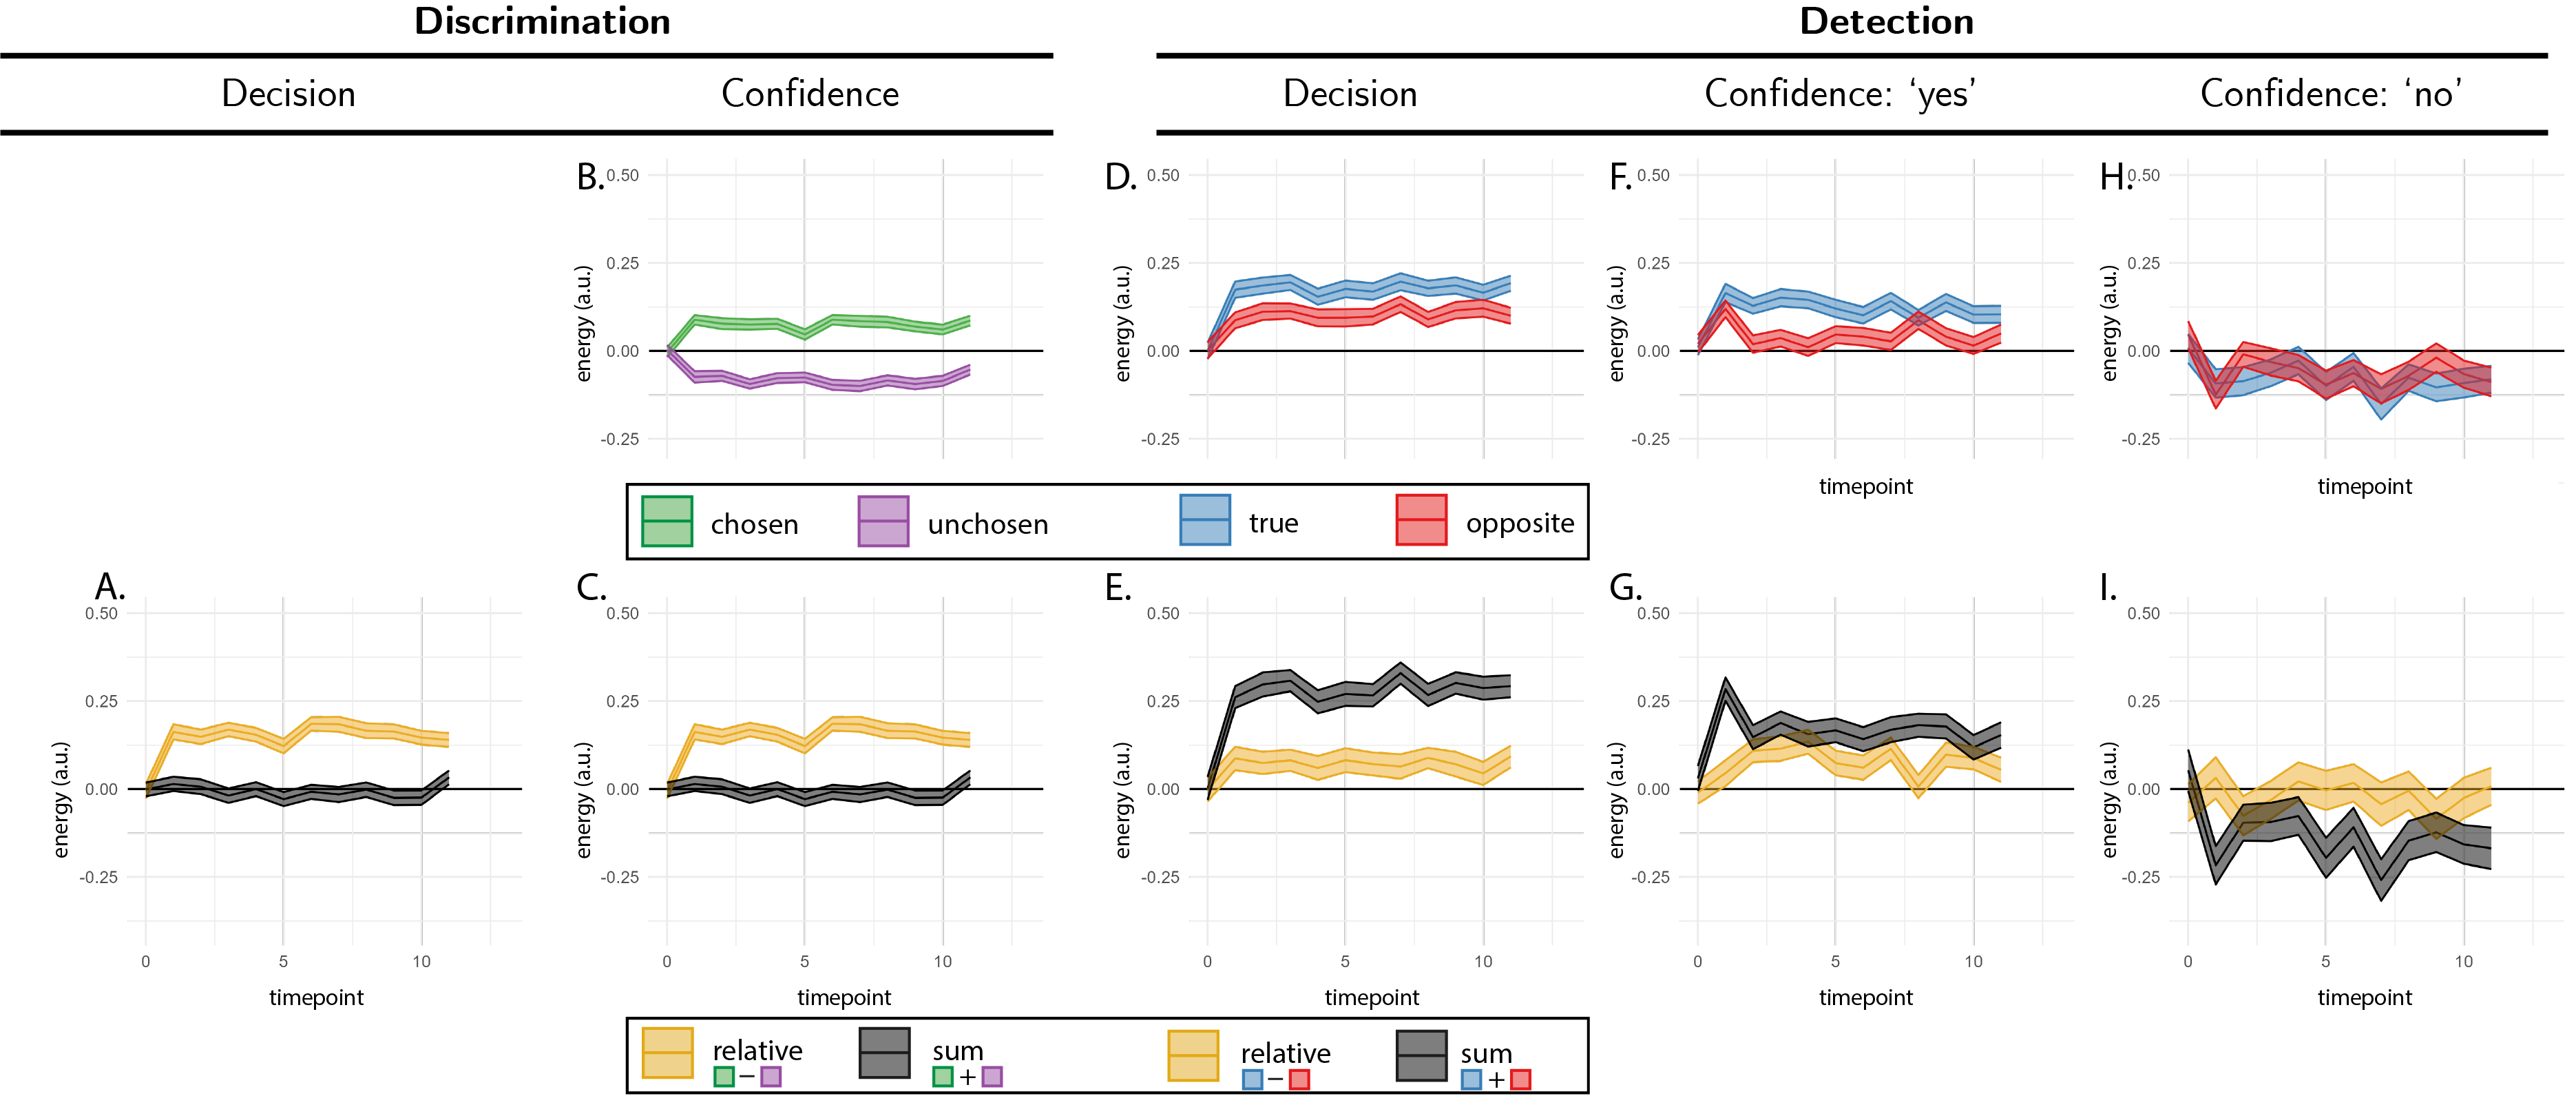 Discrimination
Detection
Decision
Confidence
Decision
Confidence: ‘yes’
Confidence: ‘no’
B.
0.50
0.25
0.00
-0.25
energy (a.u.)
D.
0.50
0.25
0.00
-0.25
energy (a.u.)
F.
0.50
0.25
0.00
-0.25
energy (a.u.)
timepoint
H.
0.50
0.25
0.00
-0.25
energy (a.u.)
timepoint
chosen
unchosen
true
opposite
A.
0.50
0.25
0.00
-0.25
energy (a.u.)
0 5 10
timepoint
C.
0.50
0.25
0.00
-0.25
energy (a.u.)
0 5 10
timepoint
E.
0.50
0.25
0.00
-0.25
energy (a.u.)
0 5 10
timepoint
G.
0.50
0.25
0.00
-0.25
energy (a.u.)
0 5 10
timepoint
I.
0.50
0.25
0.00
-0.25
energy (a.u.)
0 5 10
timepoint
relative
–
sum
+
relative
–
sum
+